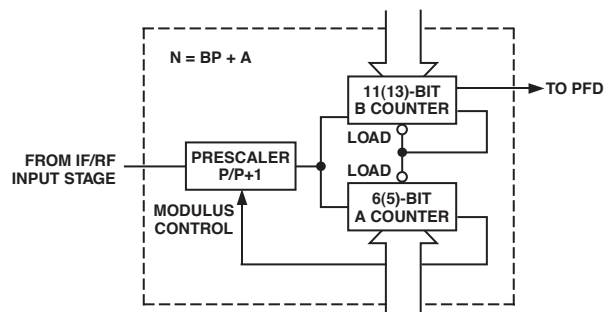 N = BP + A
11(13)-BIT
B COUNTER
TO PFD
LOAD
FROM IF/RF
INPUT STAGE
PRESCALER
P/P+1
LOAD
MODULUS
CONTROL
6(5)-BIT
A COUNTER